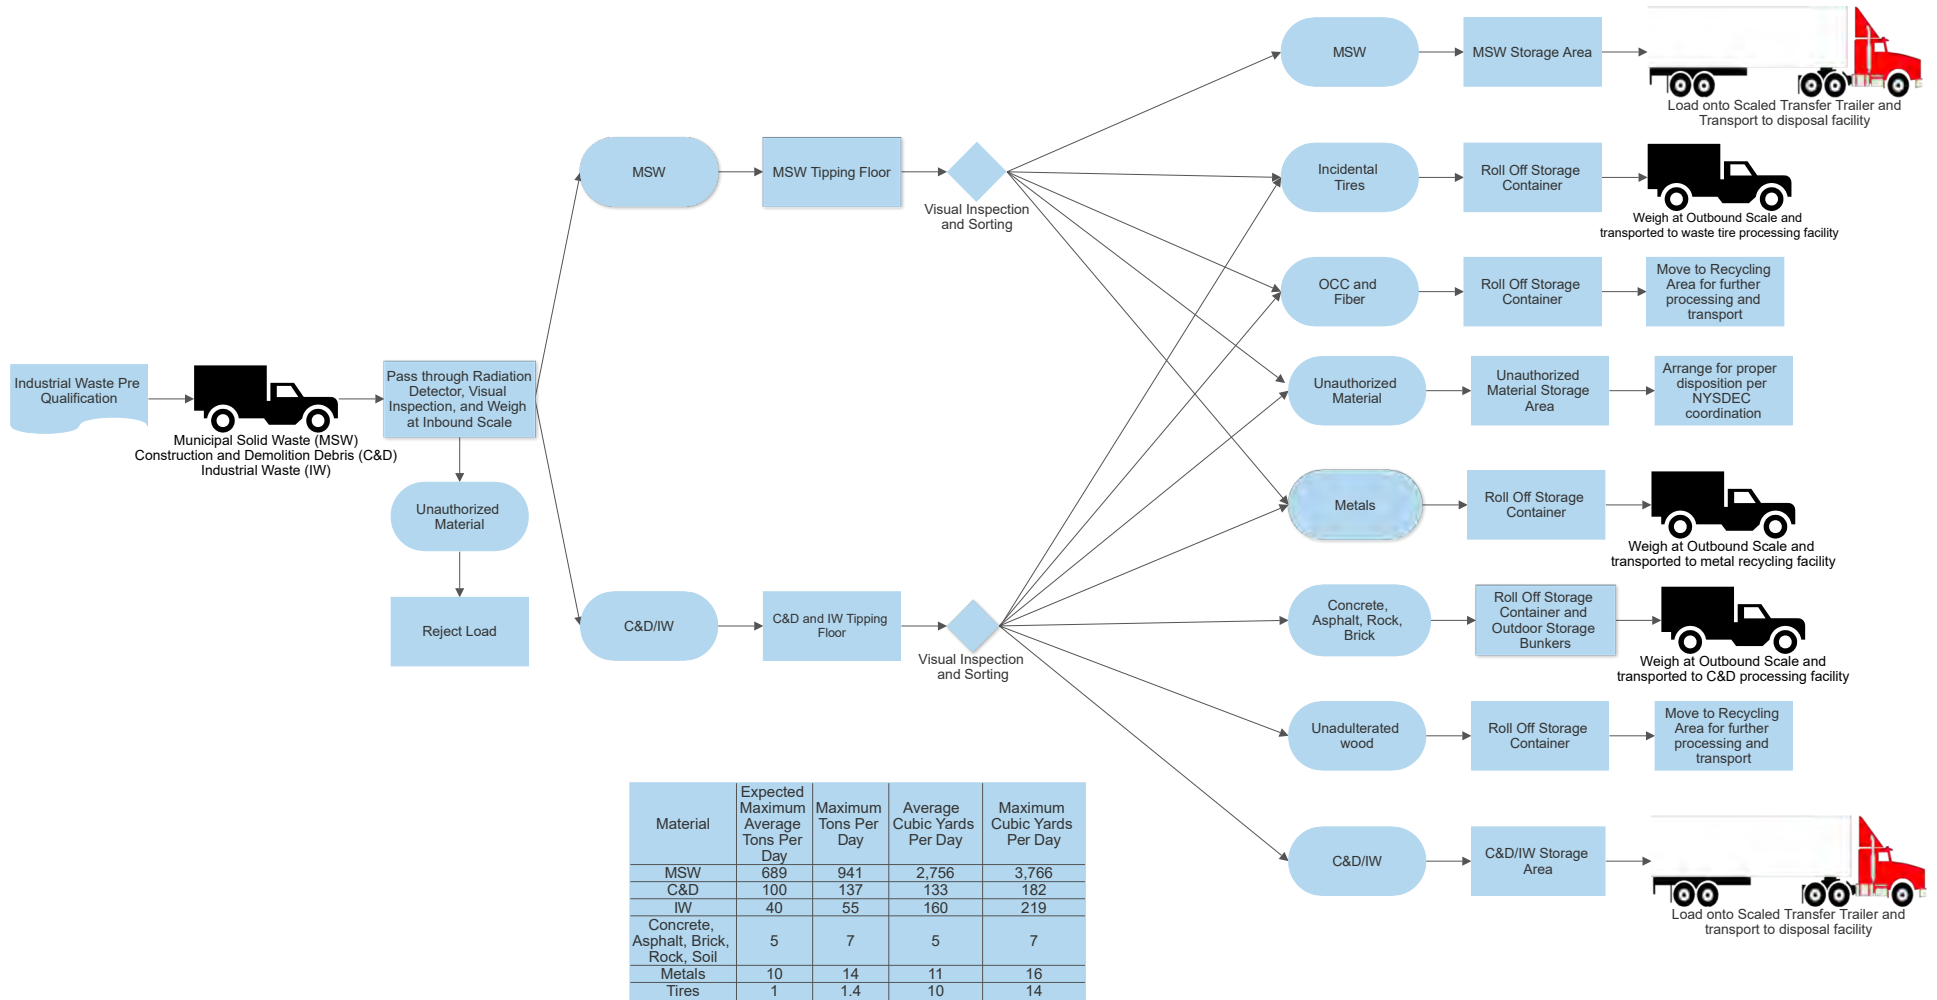 Industrial Waste Pre
Qualification
Municipal Solid Waste (MSW)
Construction and Demolition Debris (C&D)
Industrial Waste (IW)
Pass through Radiation
Detector, Visual
Inspection, and Weigh
at Inbound Scale
Unauthorized
Material
Reject Load
MSW
MSW Tipping Floor
Visual Inspection
and Sorting
C&D/IW
C&D and IW Tipping
Floor
Visual Inspection
and Sorting
MSW
MSW Storage Area
Load onto Scaled Transfer Trailer and
Transport to disposal facility
Incidental
Tires
Roll Off Storage
Container
Weigh at Outbound Scale and
transported to waste tire processing facility
OCC and
Fiber
Roll Off Storage
Container
Move to Recycling
Area for further
processing and
transport
Unauthorized
Material
Unauthorized
Material Storage
Area
Arrange for proper
disposition per
NYSDEC
coordination
Metals
Roll Off Storage
Container
Weigh at Outbound Scale and
transported to metal recycling facility
Concrete,
Asphalt, Rock,
Brick
Roll Off Storage
Container and
Outdoor Storage
Bunkers
Weigh at Outbound Scale and
transported to C&D processing facility
Unadulterated
wood
Roll Off Storage
Container
Move to Recycling
Area for further
processing and
transport
C&D/IW
C&D/IW Storage
Area
Load onto Scaled Transfer Trailer and
transport to disposal facility
Material
Expected
Maximum
Average
Tons Per
Day
Maximum
Tons Per
Day
Average
Cubic Yards
Per Day
Maximum
Cubic Yards
Per Day
MSW 689 941 2,756 3,766
C&D 100 137 133 182
IW 40 55 160 219
Concrete,
Asphalt, Brick,
Rock, Soil
5 7 5 7
Metals 10 14 11 16
Tires 1 1.4 10 14